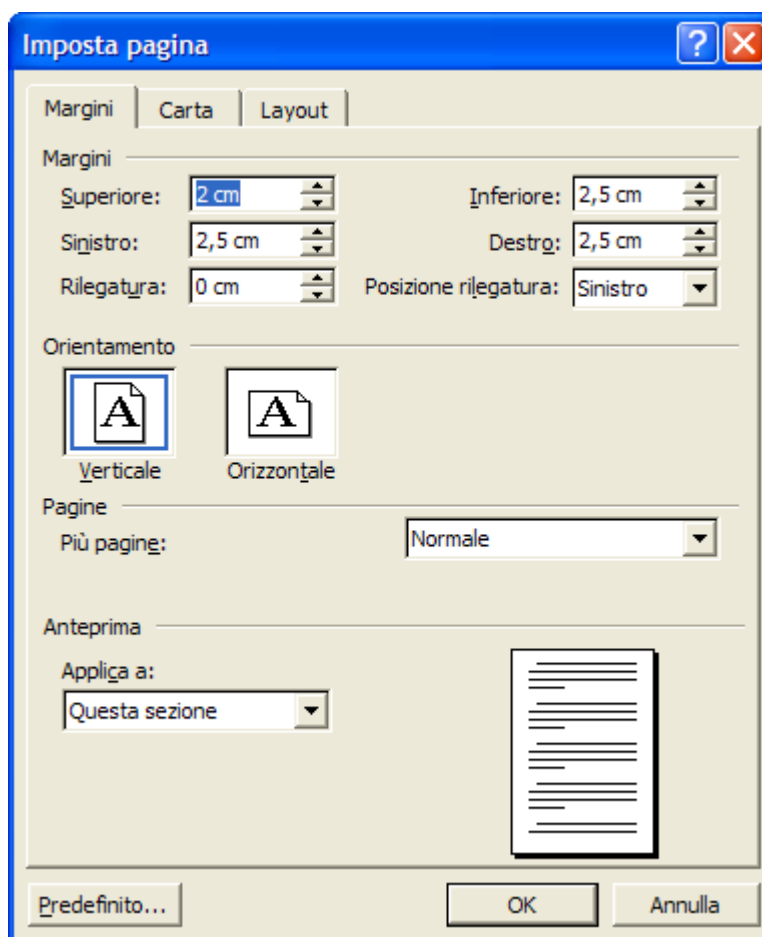 Imposta pagina
Margini Carta Layout
Margini
Superiore: 2 cm Inferiore: 2,5 cm
Sinistro: 2,5 cm Destro: 2,5 cm
Rilegatura: 0 cm Posizione rilegatura: Sinistro
Orientamento
A A
Verticale Orizzontale
Pagine
Più pagine: Normale
Anteprima
Applica a:
Questa sezione
Predefinito... OK Annulla